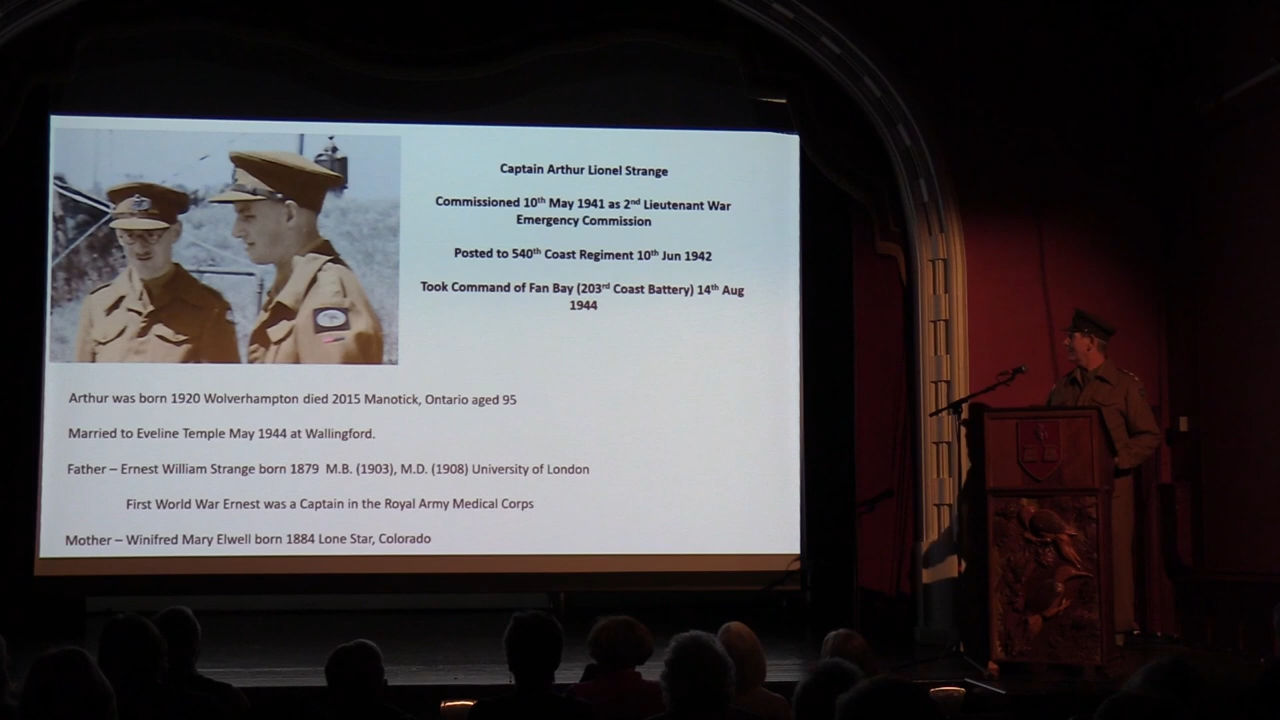 Captain Arthur Lionel Strange
Commissioned 10th May 1941 as 2nd Lieutenant War
Emergency Commission
Posted to 540th Coast Regiment 10th Jun 1942
Took Command of Fan Bay (203rd Coast Battery) 14th Aug
1944
Arthur was born 1920 Wolverhampton died 2015 Manotick, Ontario aged 95
Married to Eveline Temple May 1944 at Wallingford.
Father – Ernest William Strange born 1879 M.B. (1903), M.D. (1908) University of London
First World War Ernest was a Captain in the Royal Army Medical Corps
Mother – Winifred Mary Elwell born 1884 Lone Star, Colorado